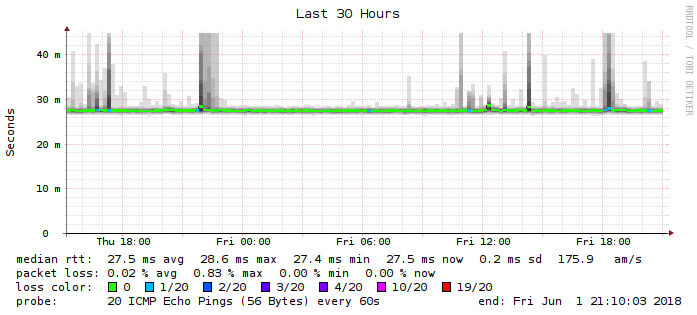 Last 30 Hours
RRDTOOL / TOBI OETIKER
Seconds
40 m
30 m
20 m
10 m
0
Thu 18:00 Fri 00:00 Fri 06:00 Fri 12:00 Fri 18:00
median rtt: 27.5 ms avg 28.6 ms max 27.4 ms min 27.5 ms now 0.2 ms sd 175.9 am/s
packet loss: 0.02 % avg 0.83 % max 0.00 % min 0.00 % now
loss color: 0 1/20 2/20 3/20 4/20 10/20 19/20
probe: 20 ICMP Echo Pings (56 Bytes) every 60s end: Fri Jun 1 21:10:03 2018